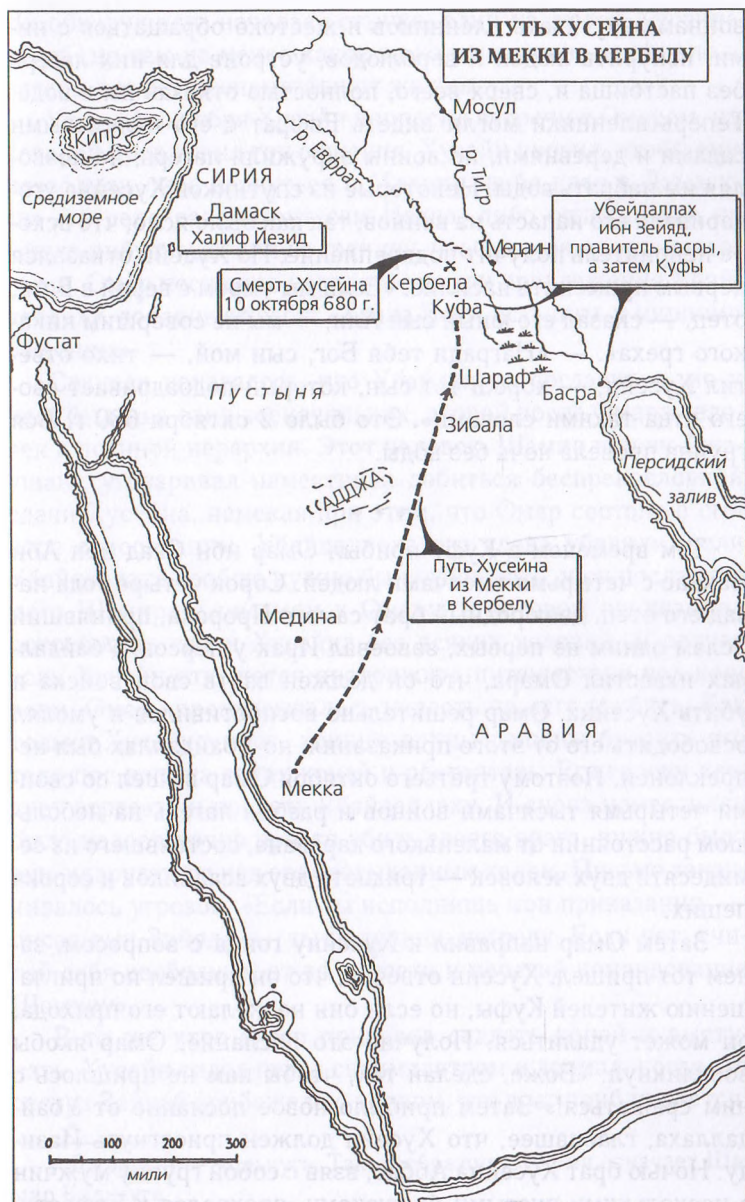 ПУТЬ ХУСЕЙНА
ИЗ МЕККИ В КЕРБЕЛУ
Мосул
Кипр
р. Евфрат
р. Тигр
СИРИЯ
Средиземное
море
Дамаск
Халиф Йезид
Убейдаллах
ибн Зейяд,
правитель Басры,
а затем Куфы
Медаин
Смерть Хусейна
10 октября 680 г.
Кербела
Куфа
Фустат
Шараф
Пустыня
Басра
Зибала
Персидский
залив
АДАЖА
Путь Хусейна
из Мекки
в Кербелу
Медина
АРАВИЯ
Мекка
0 100 200 300
мили